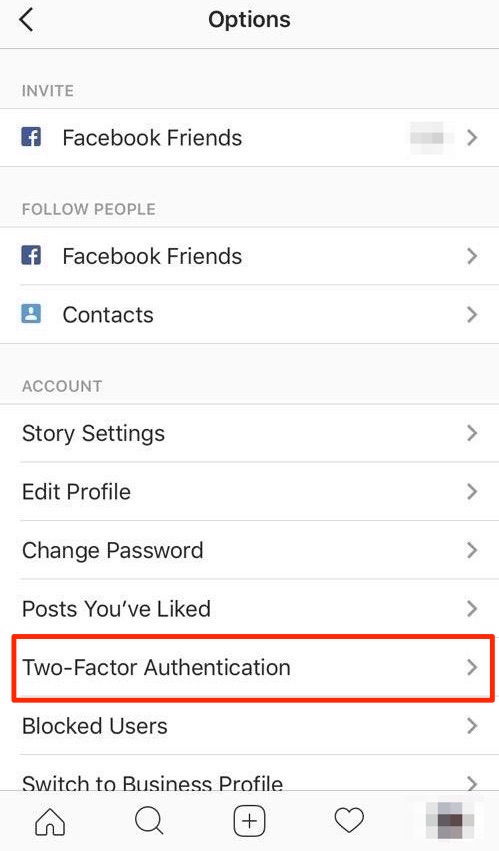 Options
INVITE
Facebook Friends
FOLLOW PEOPLE
Facebook Friends
Contacts
ACCOUNT
Story Settings
Edit Profile
Change Password
Posts You’ve Liked
Two-Factor Authentication
Blocked Users
Switch to Business Profile